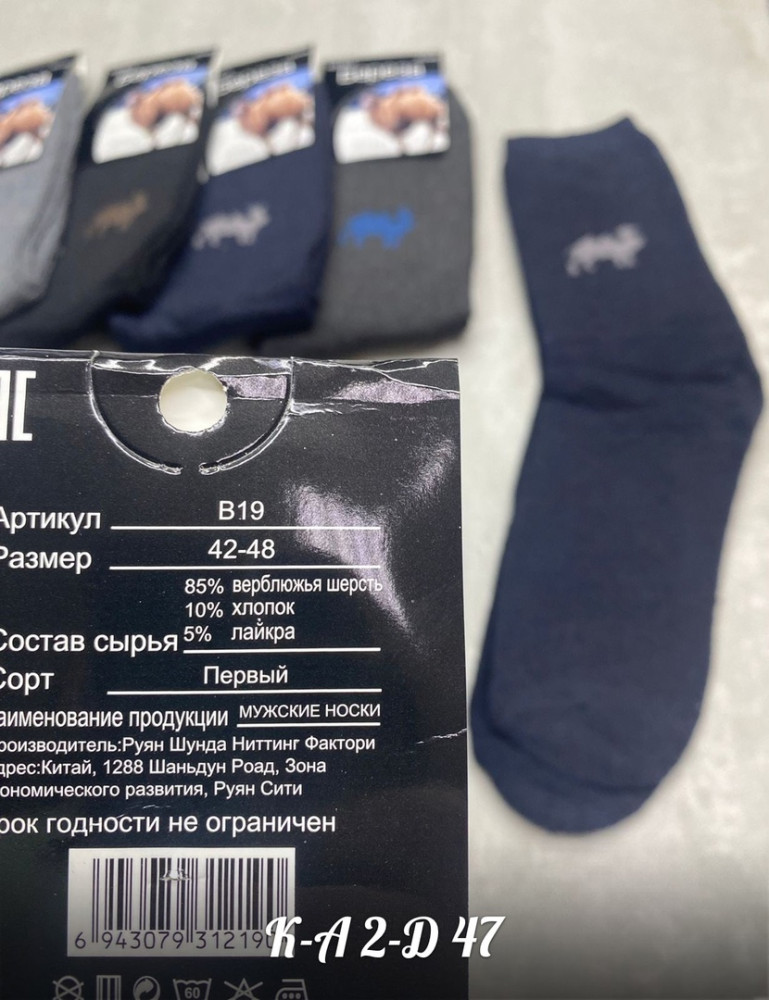 Артикул B19
Размер 42-48
85% верблюжья шерсть
10% хлопок
Состав сырья 5% лайкра
Сорт Первый
аименование продукции МУЖСКИЕ НОСКИ
роизводитель:Руян Шунда Ниттинг Фактори
дрес:Китай, 1288 Шаньдун Роад, Зона
ономического развития, Руян Сити
рок годности не ограничен
6 943079 31219
K-A 2-D 47
60